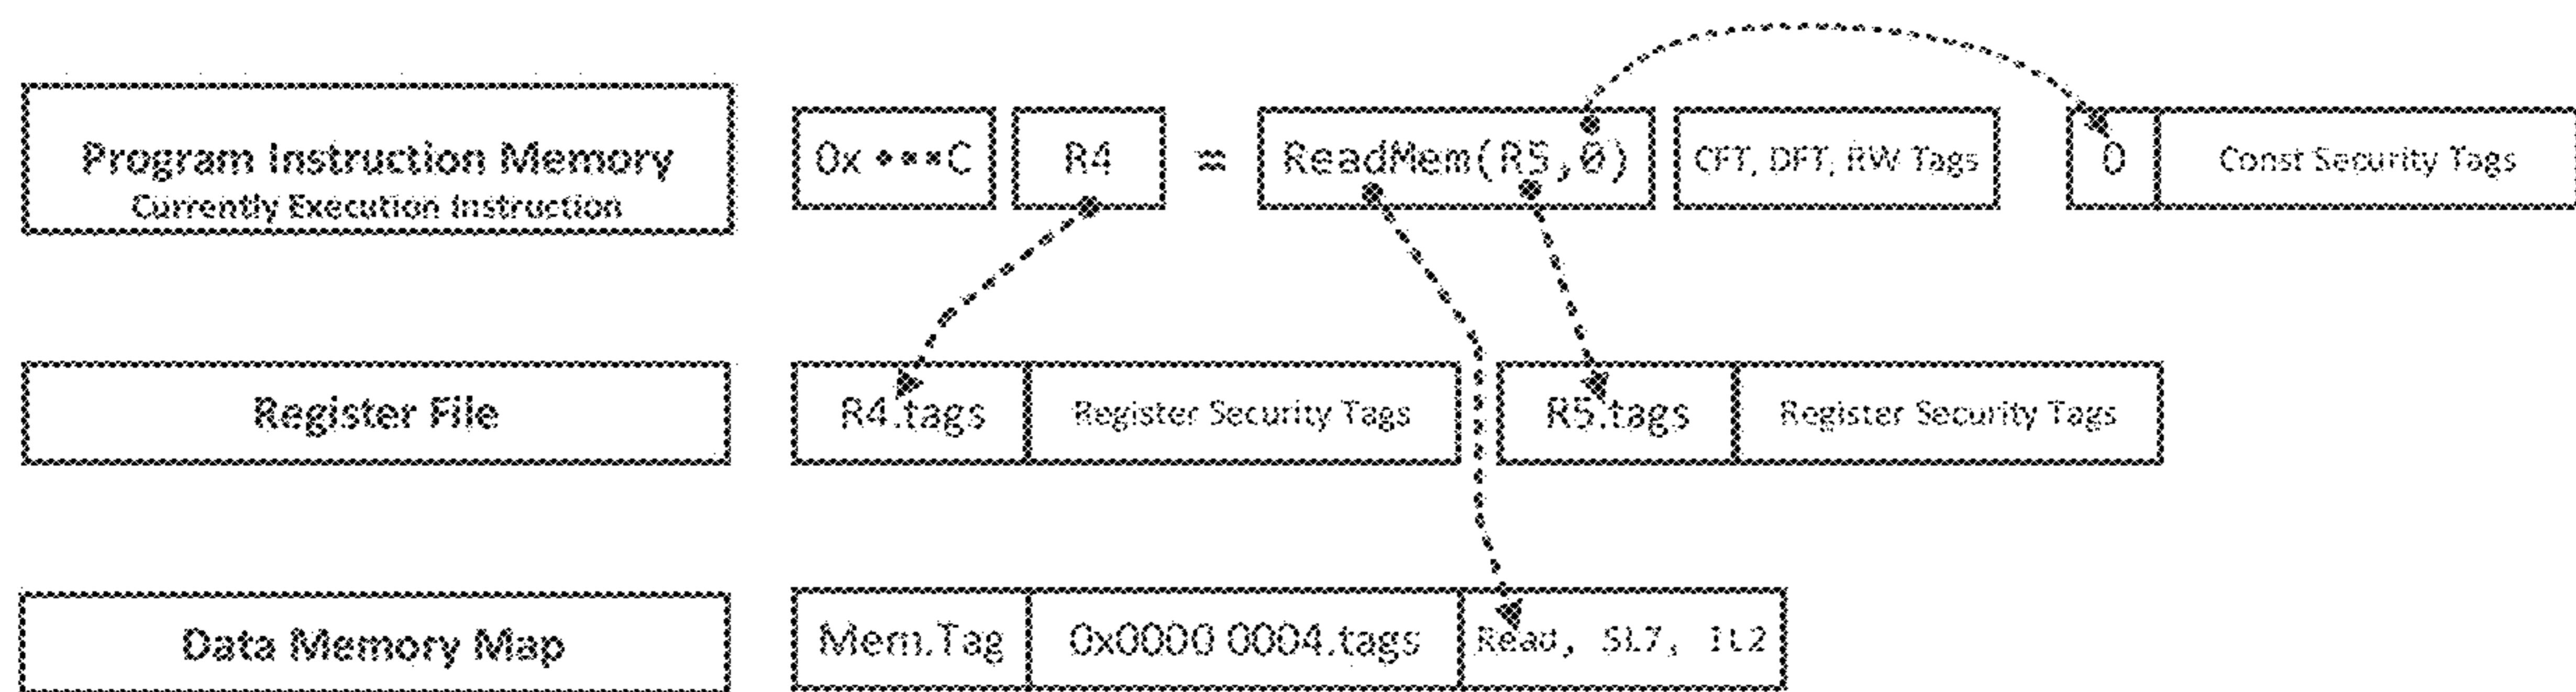 Program Instruction Memory
Currently Execution Instruction
0x •••C R4 = ReadMem(R5,0) CFT, DFT, RW Tags 0 Const Security Tags
Register File R4.tags Register Security Tags R5.tags Register Security Tags
Data Memory Map Mem.Tag 0x0000 0004.tags Read, SL7, IL2